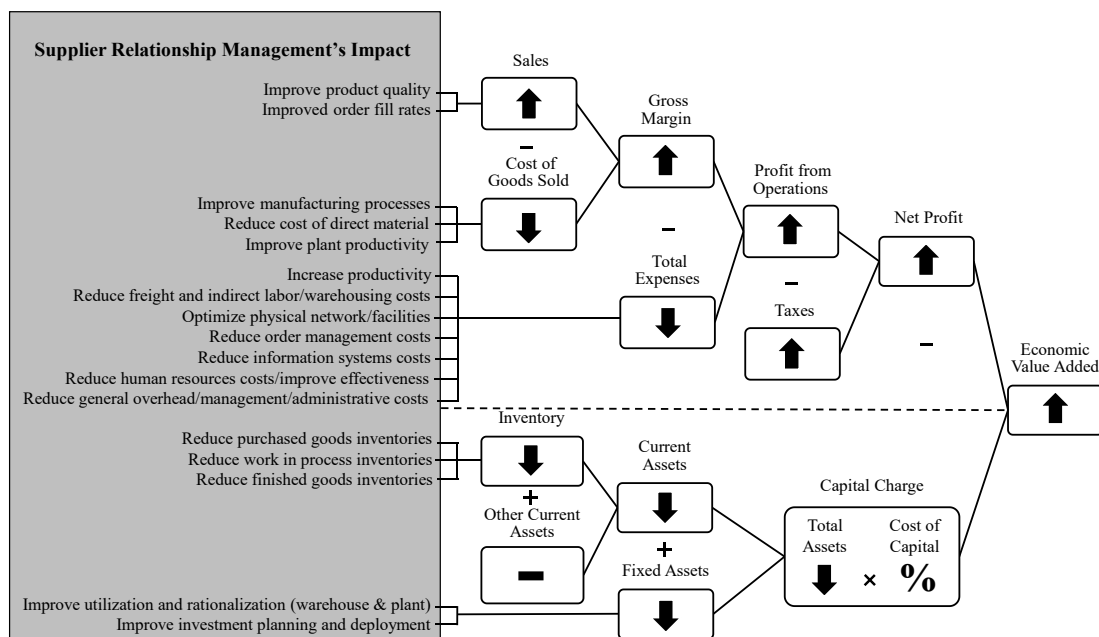 Supplier Relationship Management’s Impact
Improve product quality
Improved order fill rates
Improve manufacturing processes
Reduce cost of direct material
Improve plant productivity
Increase productivity
Reduce freight and indirect labor/warehousing costs
Optimize physical network/facilities
Reduce order management costs
Reduce information systems costs
Reduce human resources costs/improve effectiveness
Reduce general overhead/management/administrative costs
Reduce purchased goods inventories
Reduce work in process inventories
Reduce finished goods inventories
Improve utilization and rationalization (warehouse & plant)
Improve investment planning and deployment
Sales
–
Cost of
Goods Sold
Gross
Margin
–
Total
Expenses
Profit from
Operations
–
Taxes
Net Profit
–
Economic
Value Added
Inventory
+
Other Current
Assets
–
Current
Assets
+
Fixed Assets
Capital Charge
Total
Assets
×
Cost of
Capital
%